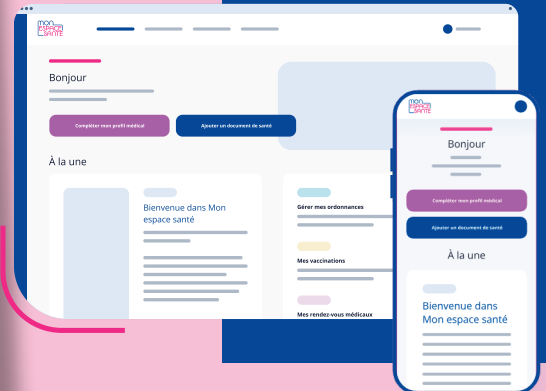 mon
ESPACE
SANTÉ
Bonjour
Compléter mon profil médical
Ajouter un document de santé
À la une
Bienvenue dans Mon
espace santé
Gérer mes ordonnances
Mes vaccinations
Mes rendez-vous médicaux
mon
ESPACE
SANTÉ
Bonjour
Compléter mon profil médical
Ajouter un document de santé
À la une
Bienvenue dans
Mon espace santé